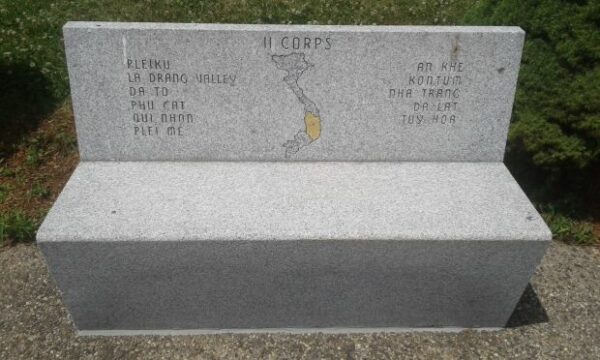 II CORPS
PLEIKU
LA DRANG VALLEY
DA TO
PHU CAT
QUI NHON
PLEI ME
AN KHE
KONTUM
NHA TRANG
DA LAT
TUY HOA